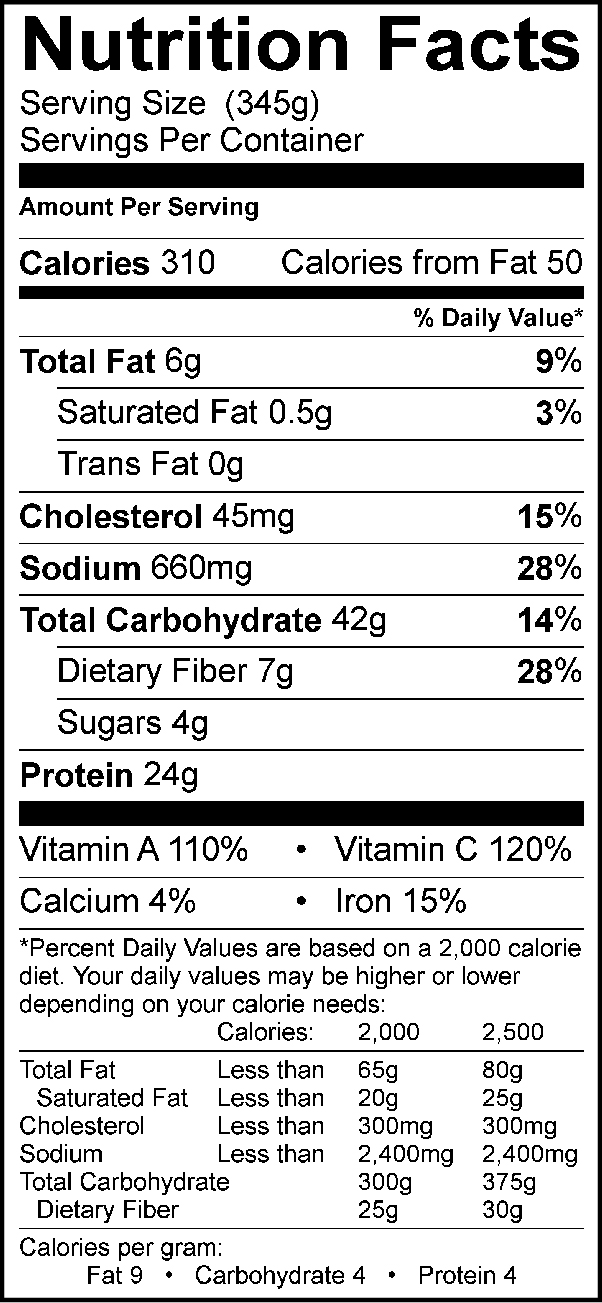 Nutrition Facts
Serving Size (345g)
Servings Per Container
Amount Per Serving
Calories 310 Calories from Fat 50
% Daily Value*
Total Fat 6g 9%
Saturated Fat 0.5g 3%
Trans Fat 0g
Cholesterol 45mg 15%
Sodium 660mg 28%
Total Carbohydrate 42g 14%
Dietary Fiber 7g 28%
Sugars 4g
Protein 24g
Vitamin A 110% • Vitamin C 120%
Calcium 4% • Iron 15%
*Percent Daily Values are based on a 2,000 calorie
diet. Your daily values may be higher or lower
depending on your calorie needs:
Calories: 2,000 2,500
Total Fat Less than 65g 80g
Saturated Fat Less than 20g 25g
Cholesterol Less than 300mg 300mg
Sodium Less than 2,400mg 2,400mg
Total Carbohydrate 300g 375g
Dietary Fiber 25g 30g
Calories per gram:
Fat 9 • Carbohydrate 4 • Protein 4